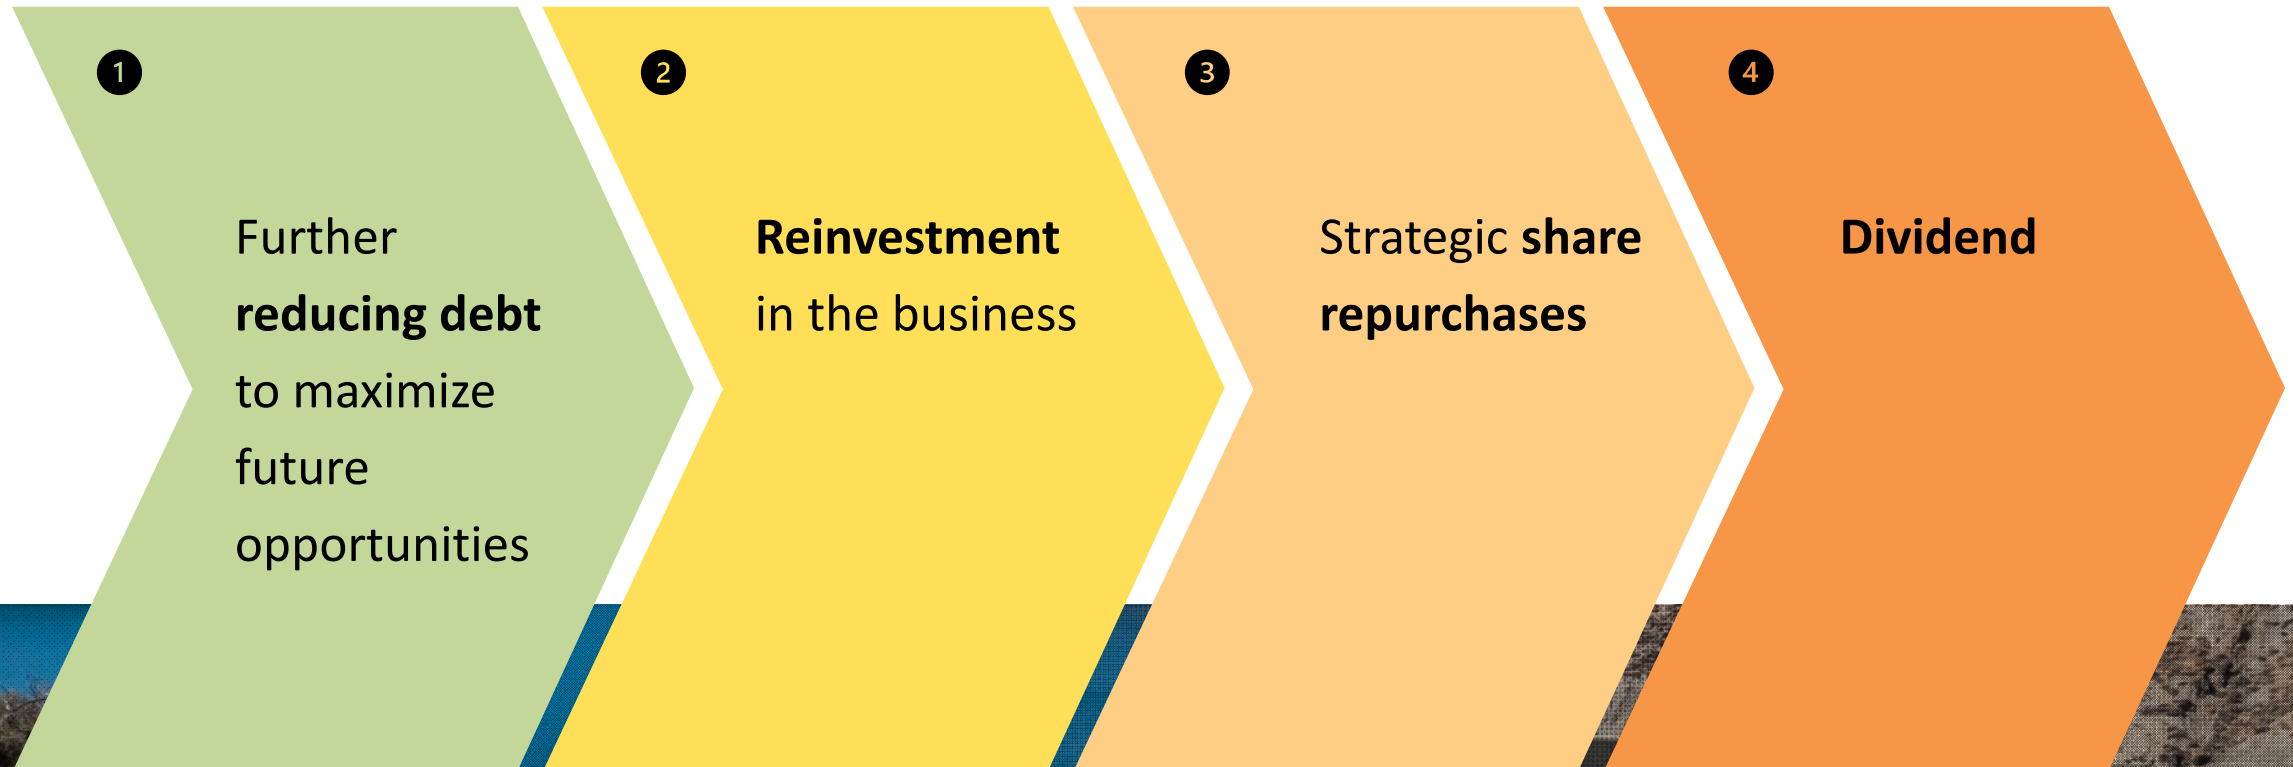 1
Further
reducing debt
to maximize
future
opportunities
2
Reinvestment
in the business
3
Strategic share
repurchases
4
Dividend